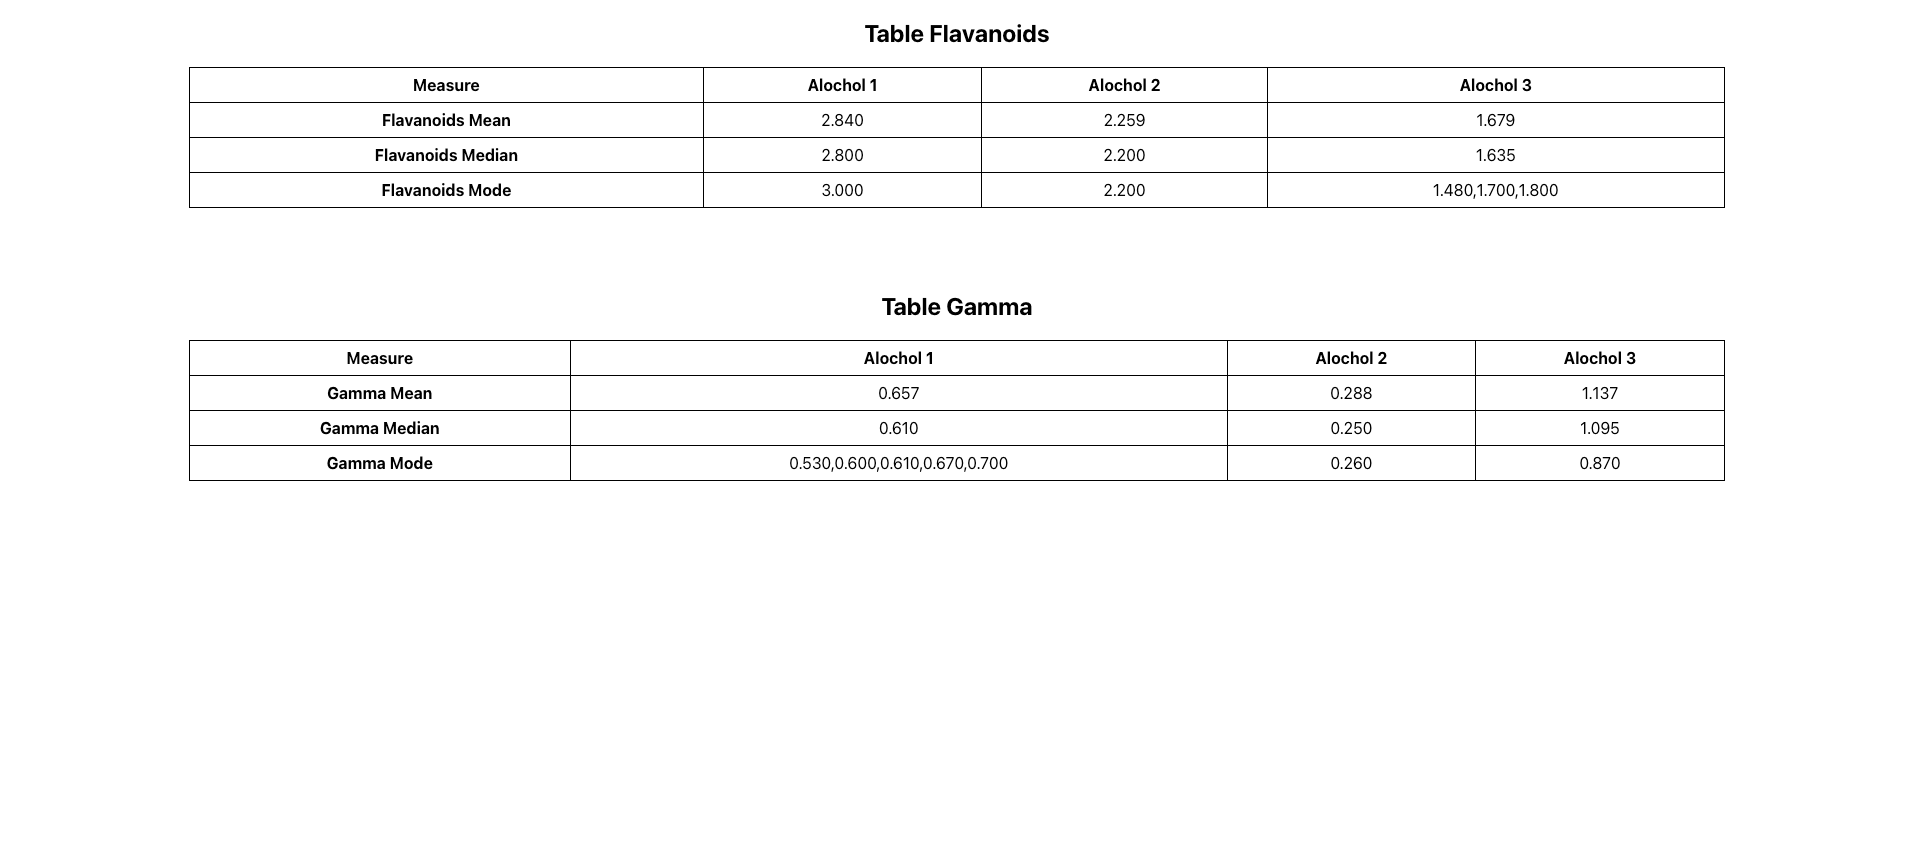 Table Flavanoids
Measure Alochol 1 Alochol 2 Alochol 3
Flavanoids Mean 2.840 2.259 1.679
Flavanoids Median 2.800 2.200 1.635
Flavanoids Mode 3.000 2.200 1.480,1.700,1.800
Table Gamma
Measure Alochol 1 Alochol 2 Alochol 3
Gamma Mean 0.657 0.288 1.137
Gamma Median 0.610 0.250 1.095
Gamma Mode 0.530,0.600,0.610,0.670,0.700 0.260 0.870